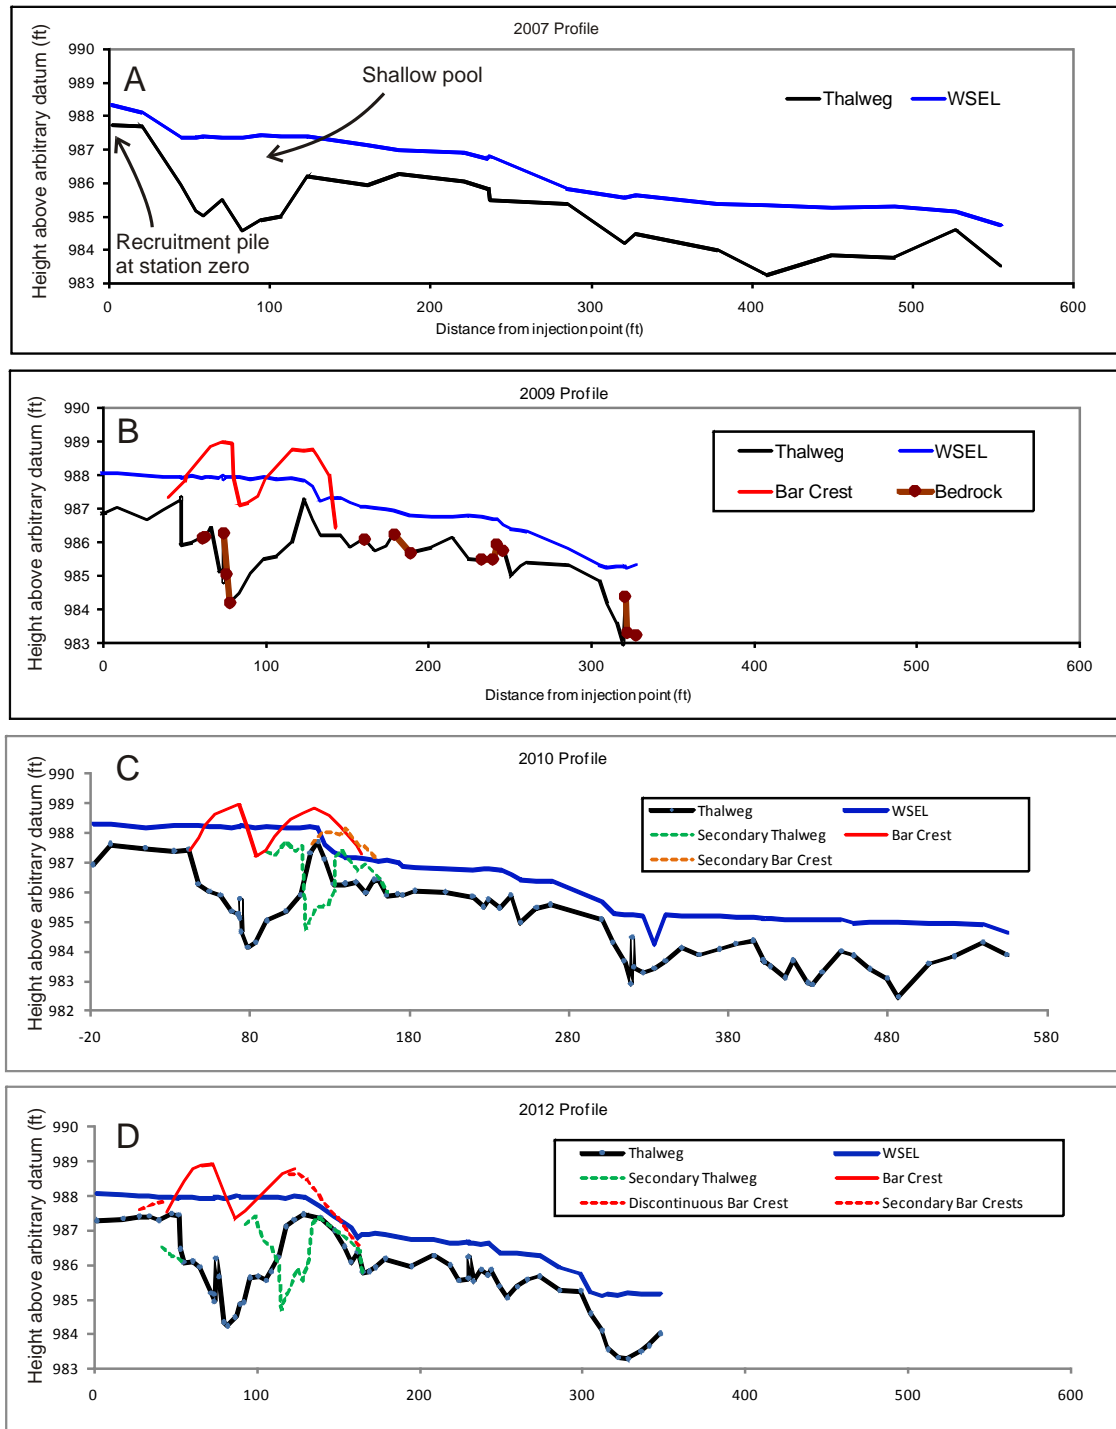 2007 Profile
Height above arbitrary datum (ft)
990
989
988
987
986
985
984
983
A
Shallow pool
Thalweg
WSEL
Recruitment pile
at station zero
0
100
200
300
400
500
600
Distance from injection point (ft)
2009 Profile
Height above arbitrary datum (ft)
990
989
988
987
986
985
984
983
B
Thalweg
WSEL
Bar Crest
Bedrock
0
100
200
300
400
500
600
Distance from injection point (ft)
2010 Profile
Height above arbitrary datum (ft)
990
989
988
987
986
985
984
983
982
C
Thalweg
WSEL
Secondary Thalweg
Bar Crest
Secondary Bar Crest
-20
80
180
280
380
480
580
2012 Profile
Height above arbitrary datum (ft)
990
989
988
987
986
985
984
983
D
Thalweg
WSEL
Secondary Thalweg
Bar Crest
Discontinuous Bar Crest
Secondary Bar Crests
0
100
200
300
400
500
600